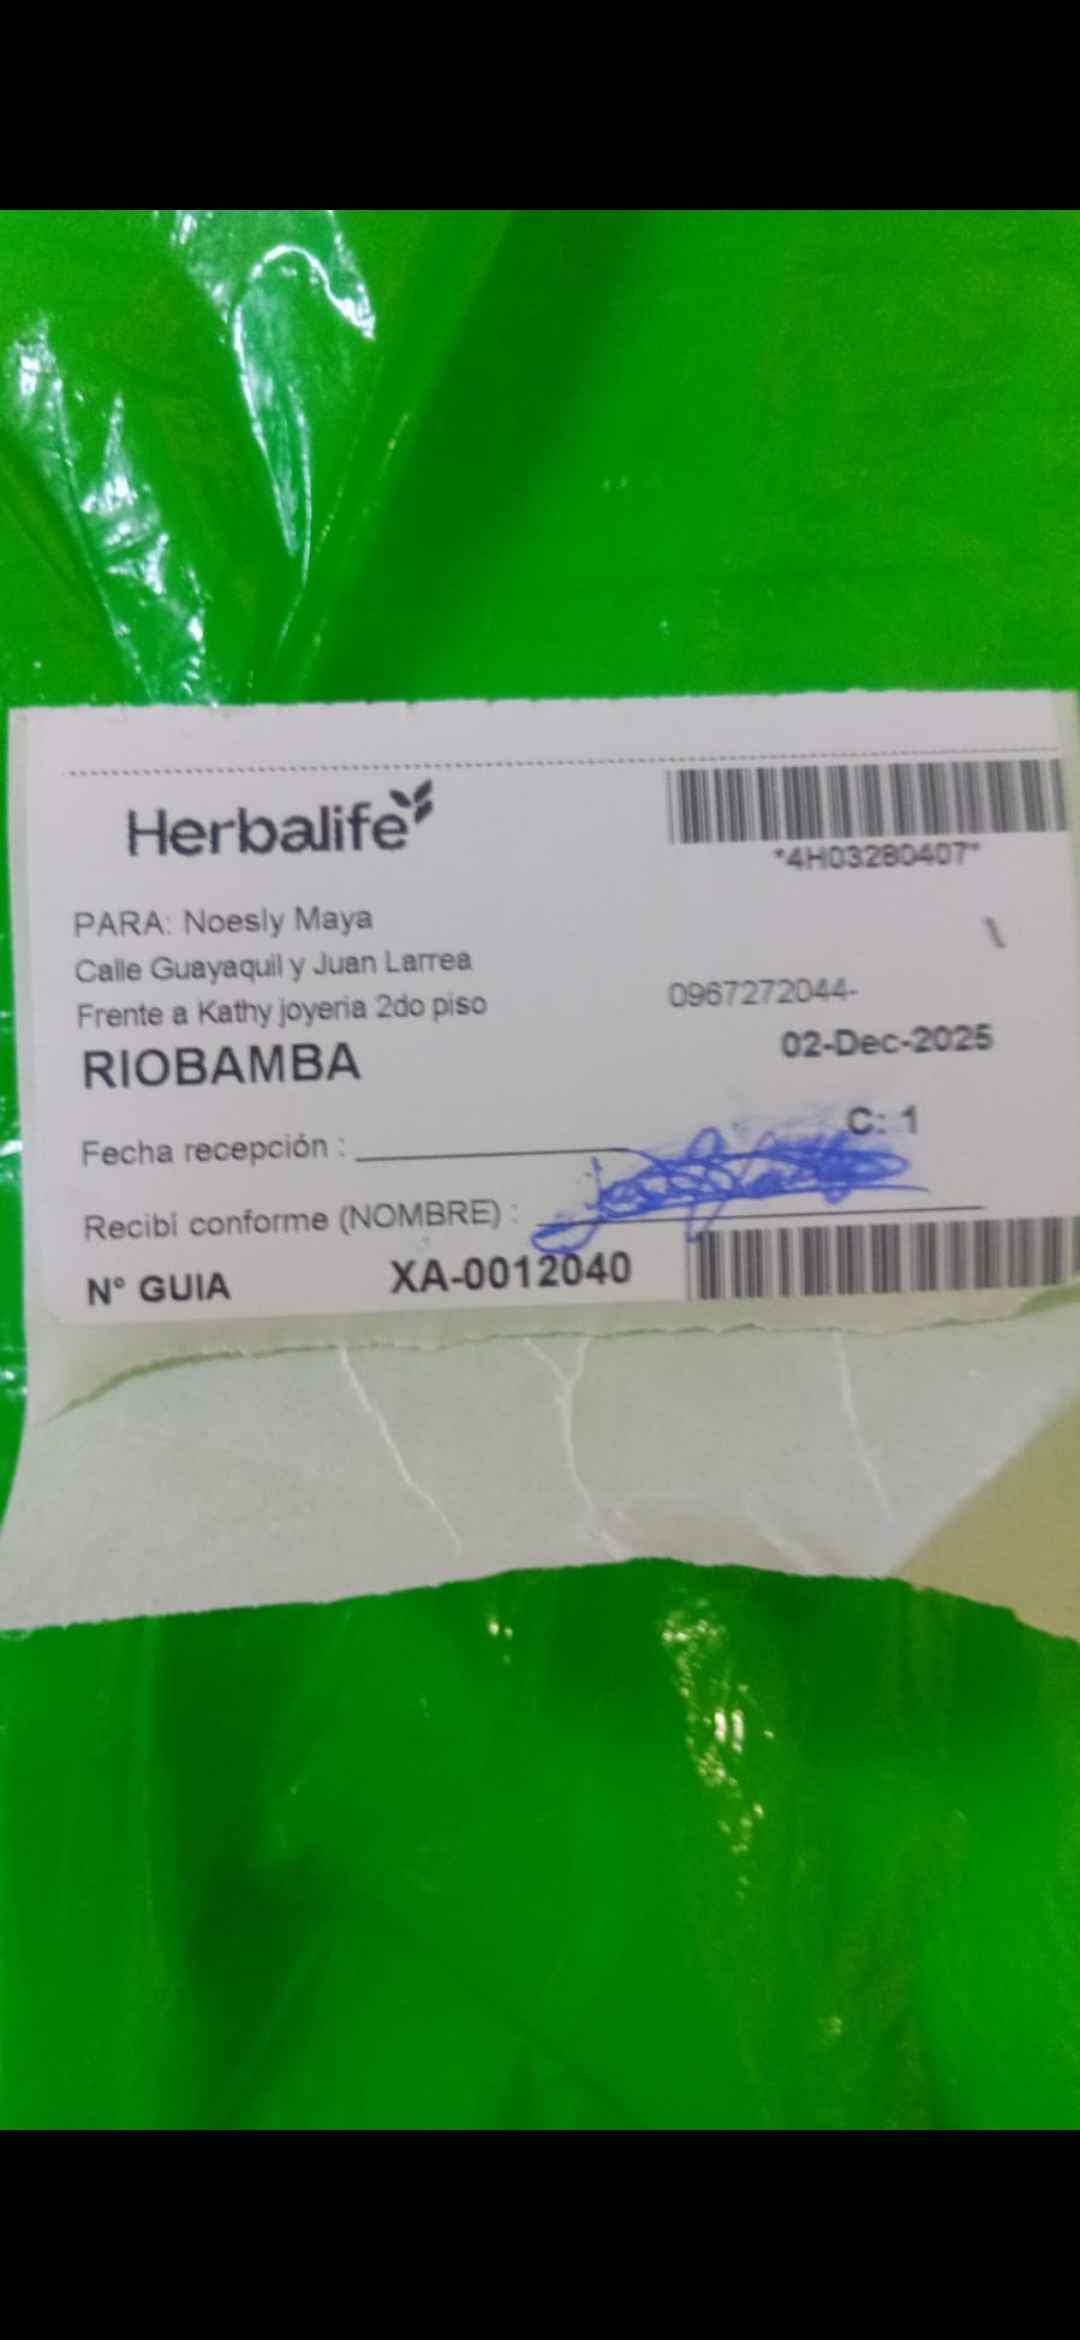 Herbalife
*4H03280407*
PARA: Noesly Maya
Calle Guayaquil y Juan Larrea
Frente a Kathy joyeria 2do piso
0967272044-
RIOBAMBA
02-Dec-2025
C: 1
Fecha recepción :
Recibí conforme (NOMBRE) :
N° GUIA XA-0012040